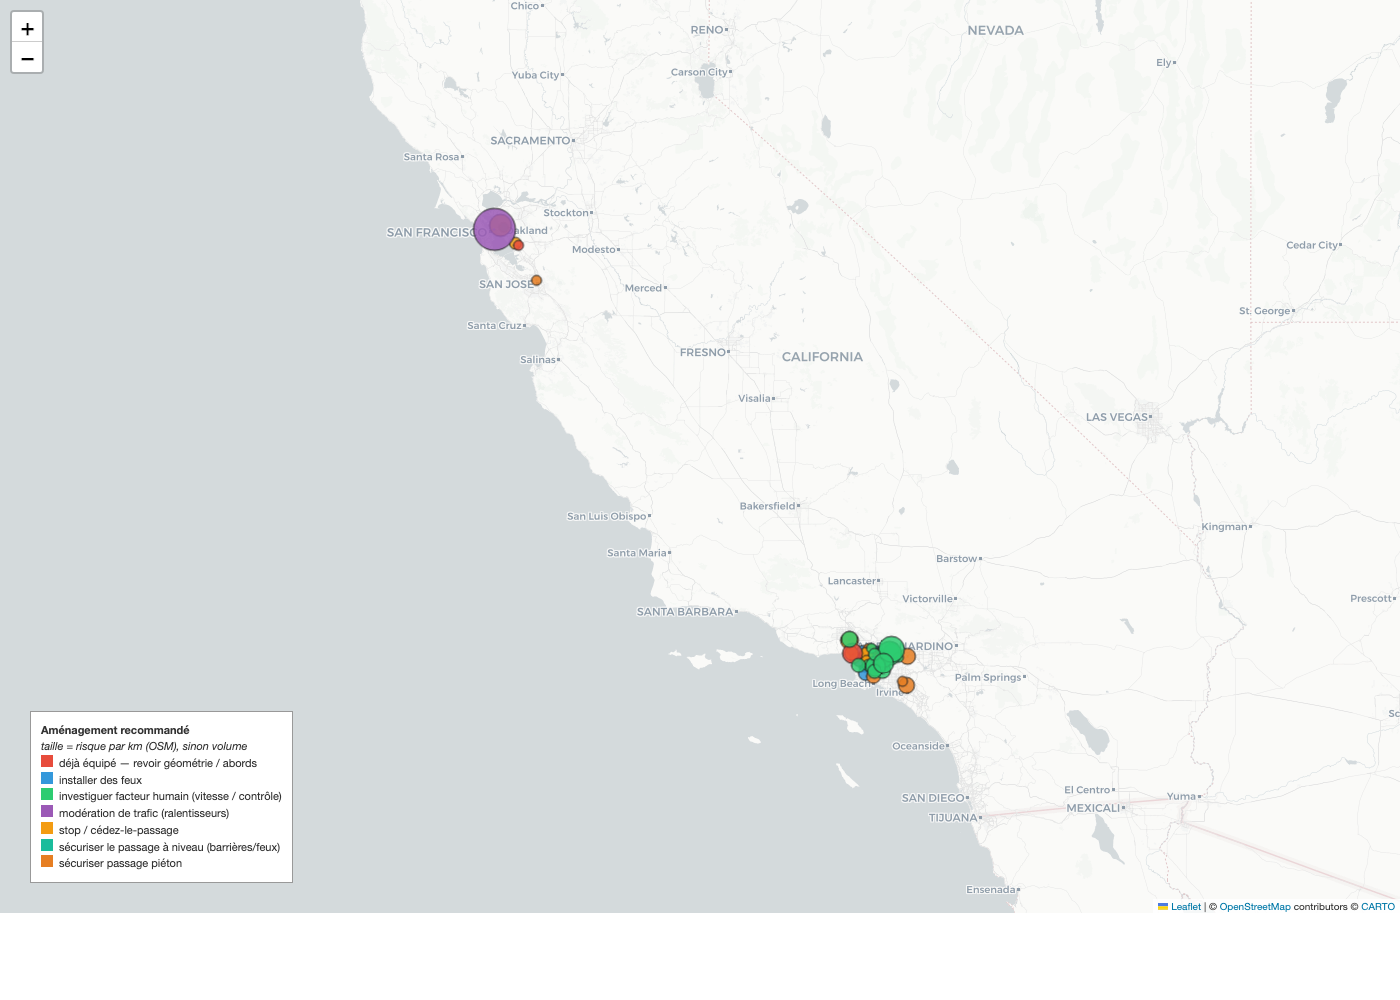 +
−
Chico
RENO
NEVADA
Ely
Yuba City
Carson City
SACRAMENTO
Santa Rosa
Stockton
SAN FRANCISCO
akland
Modesto
Cedar City
SAN JOSE
Merced
St. George
Santa Cruz
Salinas
FRESNO
CALIFORNIA
Visalia
LAS VEGAS
Bakersfield
San Luis Obispo
Kingman
Santa Maria
Barstow
Lancaster
Victorville
Prescott
SANTA BARBARA
NARDINO
Palm Springs
Long Beach
Irvine
Sc
Oceanside
El Centro
SAN DIEGO
Yuma
MEXICALI
TIJUANA
Ensenada
Aménagement recommandé
taille = risque par km (OSM), sinon volume
déjà équipé — revoir géométrie / abords
installer des feux
investiguer facteur humain (vitesse / contrôle)
modération de trafic (ralentisseurs)
stop / cédez-le-passage
sécuriser le passage à niveau (barrières/feux)
sécuriser passage piéton
Leaflet | © OpenStreetMap contributors © CARTO